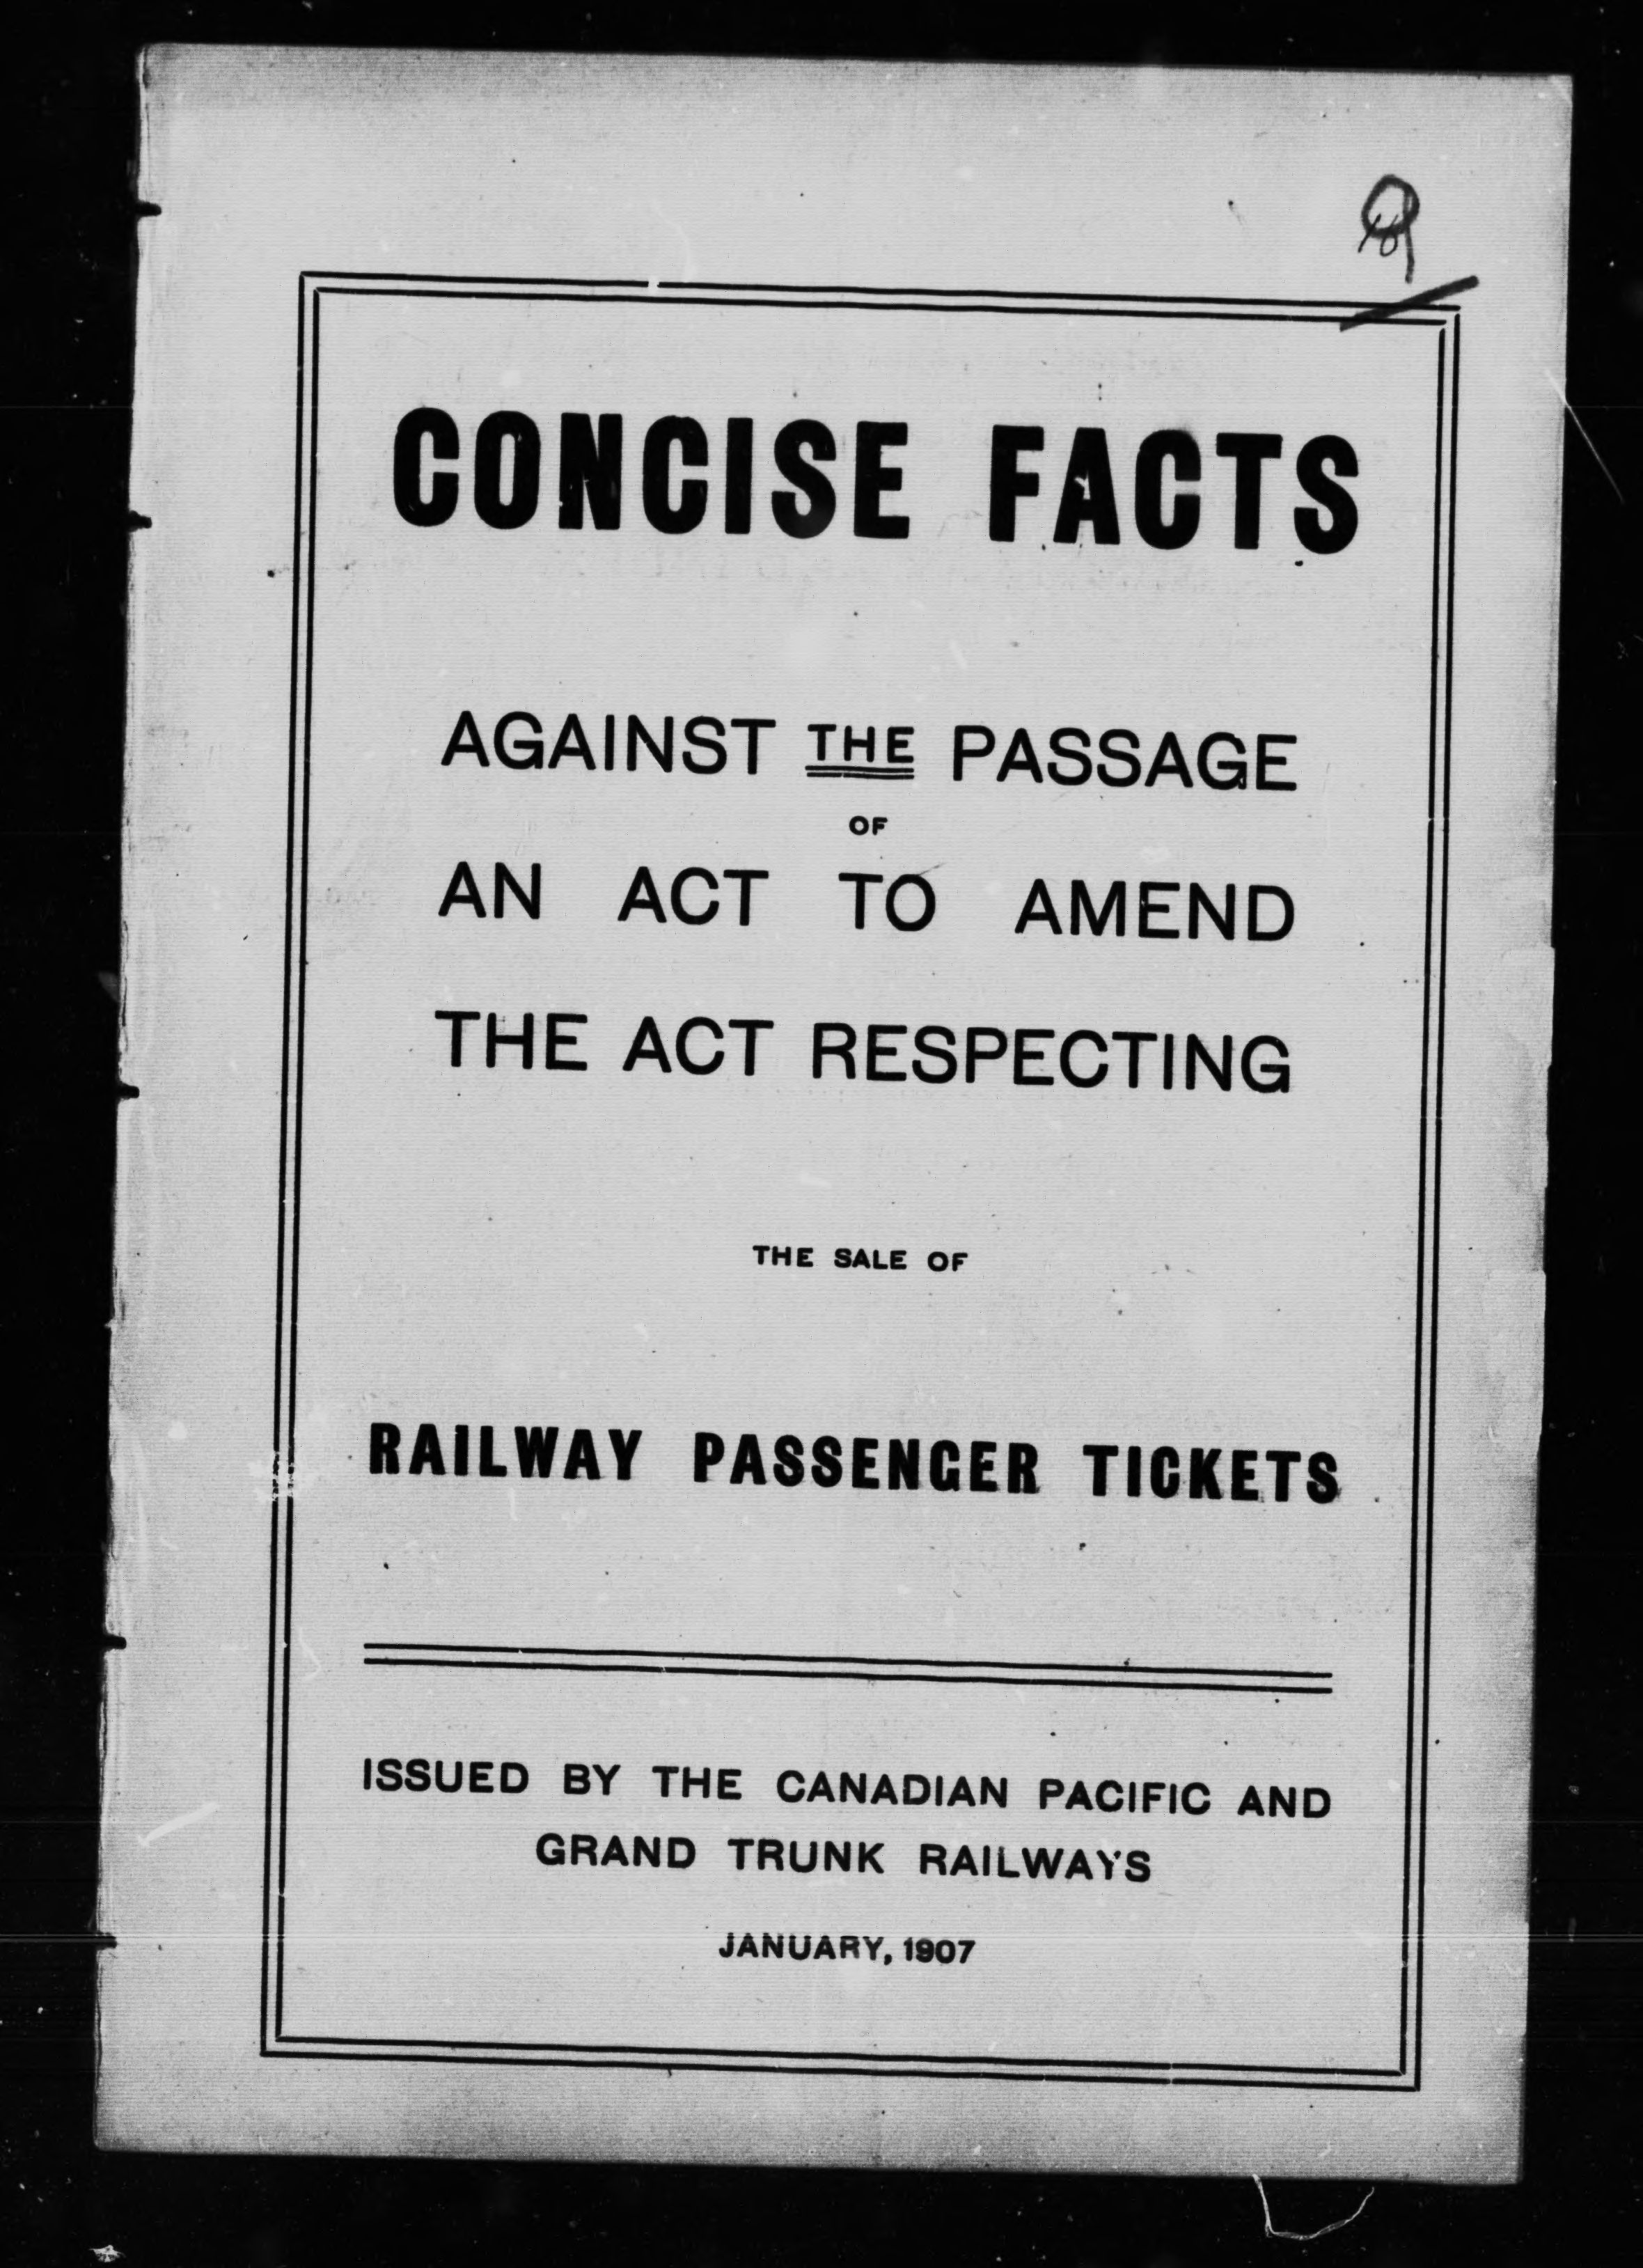 CONCISE FACTS
AGAINST THE PASSAGE
OF
AN ACT TO AMEND
THE ACT RESPECTING
THE SALE OF
RAILWAY PASSENGER TICKETS
ISSUED BY THE CANADIAN PACIFIC AND
GRAND TRUNK RAILWAYS
JANUARY, 1907